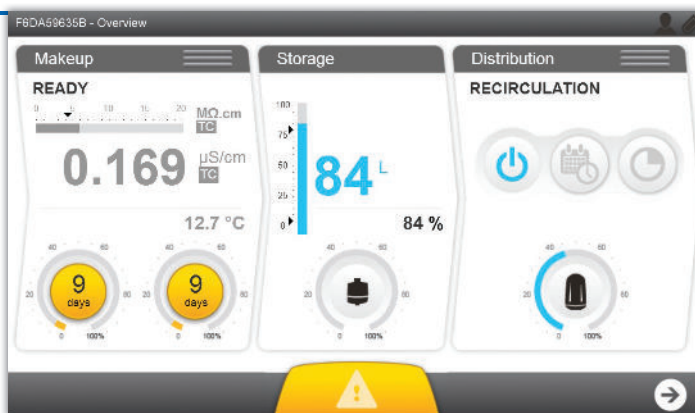 F6DA59635B - Overview
Makeup
READY
0 5 10 15 20 MΩ.cm
TC
0.169 µS/cm
TC
12.7 °C
0 20 40 60 80 100%
9
days
0 20 40 60 80 100%
9
days
Storage
100
75
50
25
0
84 L
84 %
0 20 40 60 80 100%
Distribution
RECIRCULATION
0 20 40 60 80 100%